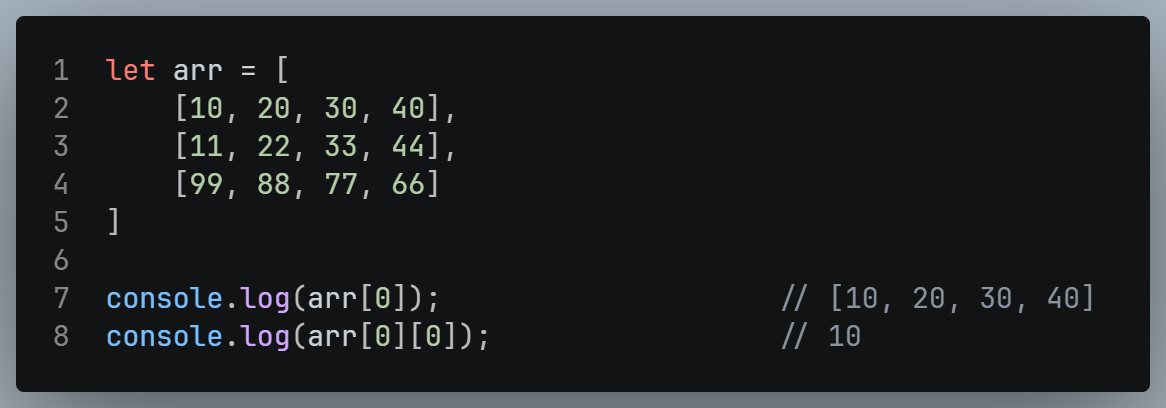 1 let arr = [
2     [10, 20, 30, 40],
3     [11, 22, 33, 44],
4     [99, 88, 77, 66]
5 ]
6
7 console.log(arr[0]);                    // [10, 20, 30, 40]
8 console.log(arr[0][0]);                 // 10